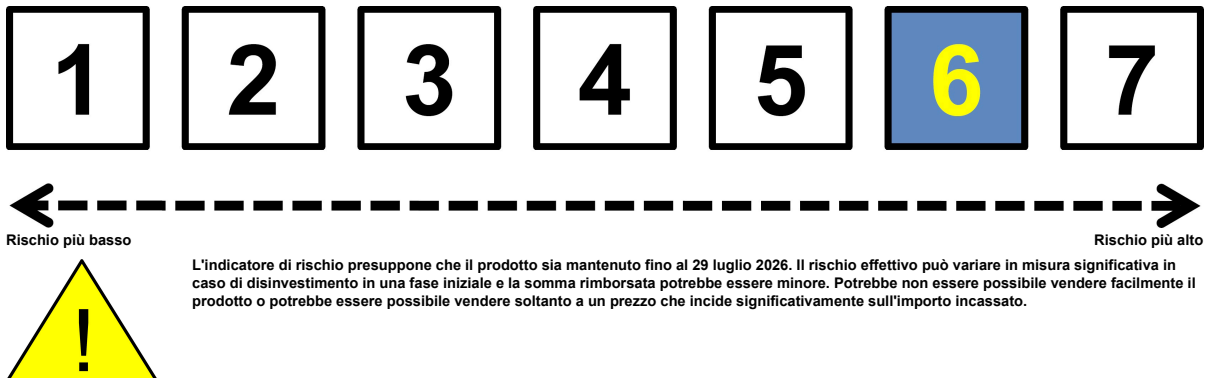 1 2 3 4 5 6 7
Rischio più basso Rischio più alto
L'indicatore di rischio presuppone che il prodotto sia mantenuto fino al 29 luglio 2026. Il rischio effettivo può variare in misura significativa in
caso di disinvestimento in una fase iniziale e la somma rimborsata potrebbe essere minore. Potrebbe non essere possibile vendere facilmente il
prodotto o potrebbe essere possibile vendere soltanto a un prezzo che incide significativamente sull'importo incassato.
!